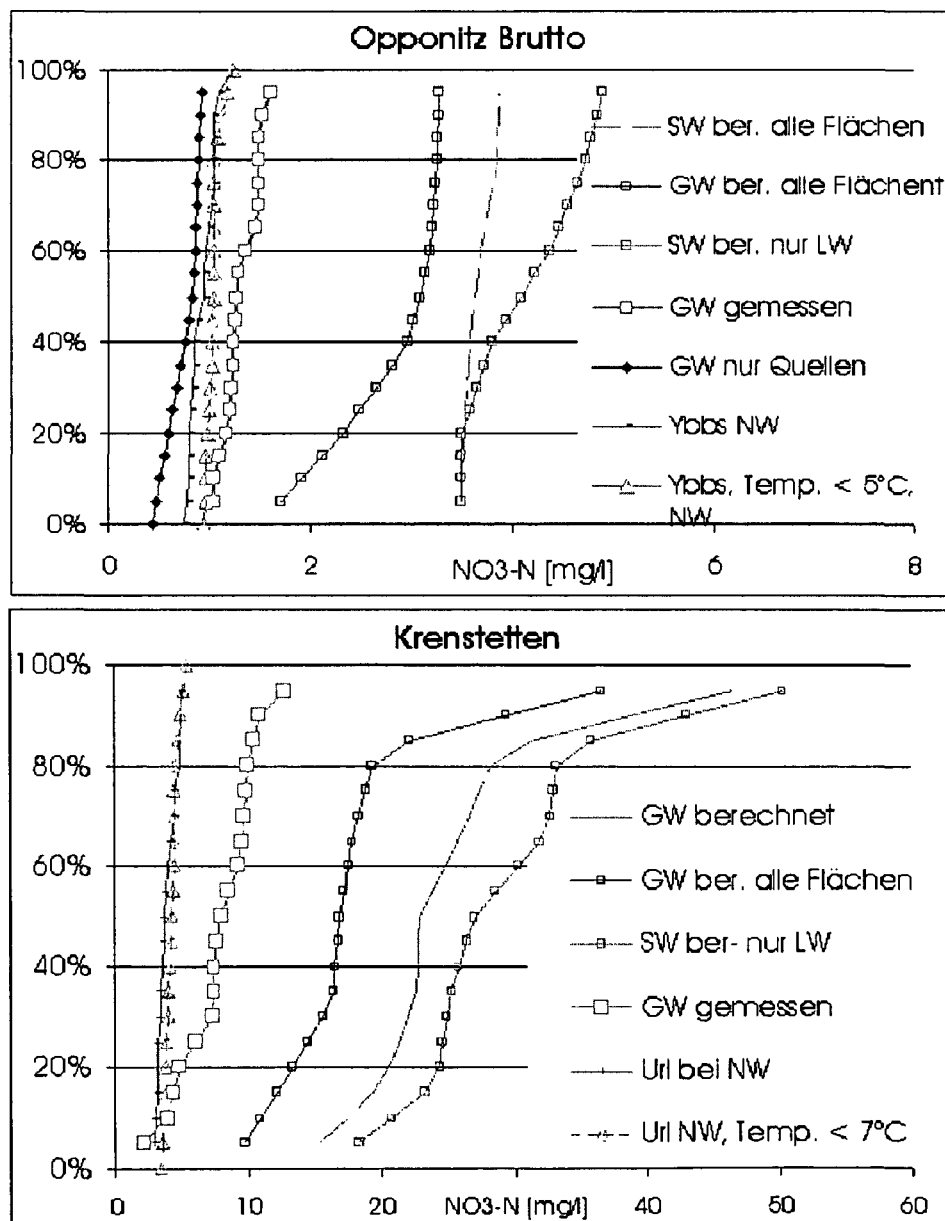 Opponitz Brutto
100%
80%
60%
40%
20%
0%
SW ber. alle Flächen
GW ber. alle Flächent
SW ber. nur LW
GW gemessen
GW nur Quellen
Ybbs NW
Ybbs, Temp. < 5°C,
NW
0 2 6 8
NO3-N [mg/l]
Krenstetten
100%
80%
60%
40%
20%
0%
GW berechnet
GW ber. alle Flächen
SW ber- nur LW
GW gemessen
Url bei NW
Url NW, Temp. < 7°C
0 10 20 30 40 50 60
NO3-N [mg/l]